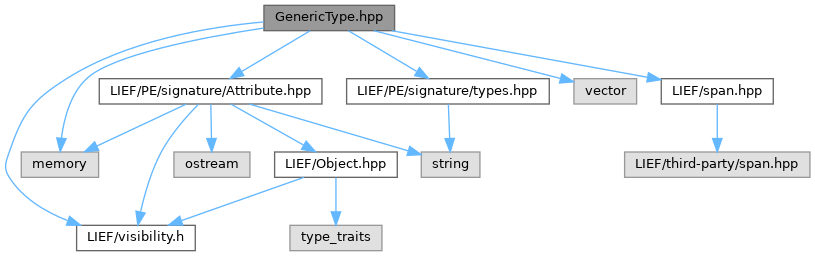 GenericType.hpp
LIEF/PE/signature/Attribute.hpp
LIEF/PE/signature/types.hpp
vector
LIEF/span.hpp
memory
ostream
LIEF/Object.hpp
string
LIEF/third-party/span.hpp
LIEF/visibility.h
type_traits